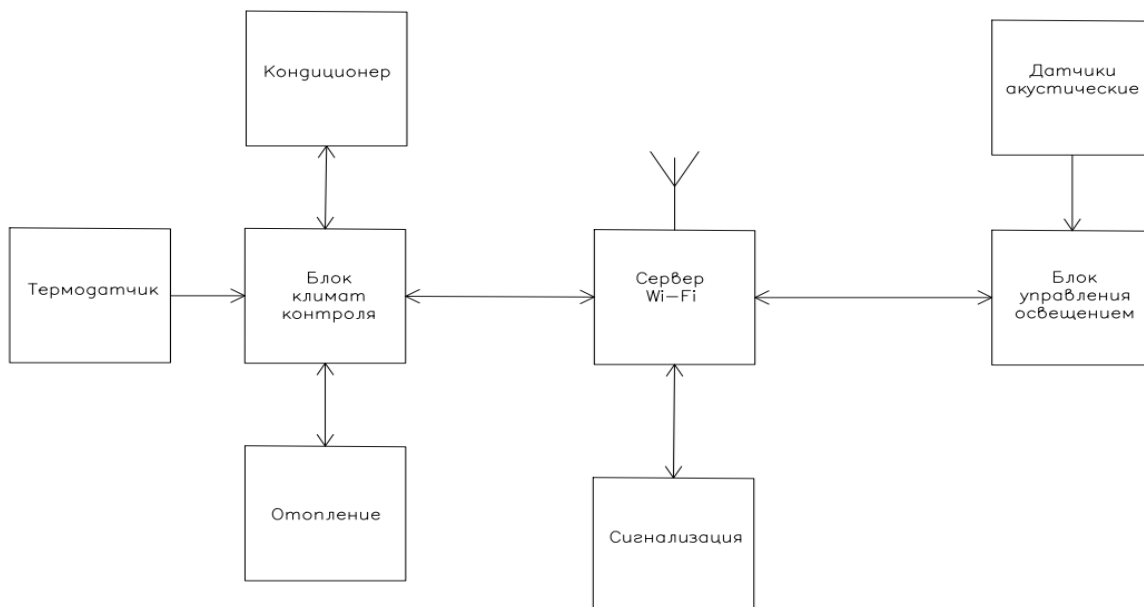 Кондиционер
Датчики
акустические
Термодатчик
Блок
климат
контроля
Сервер
Wi-Fi
Блок
управления
освещением
Отопление
Сигнализация